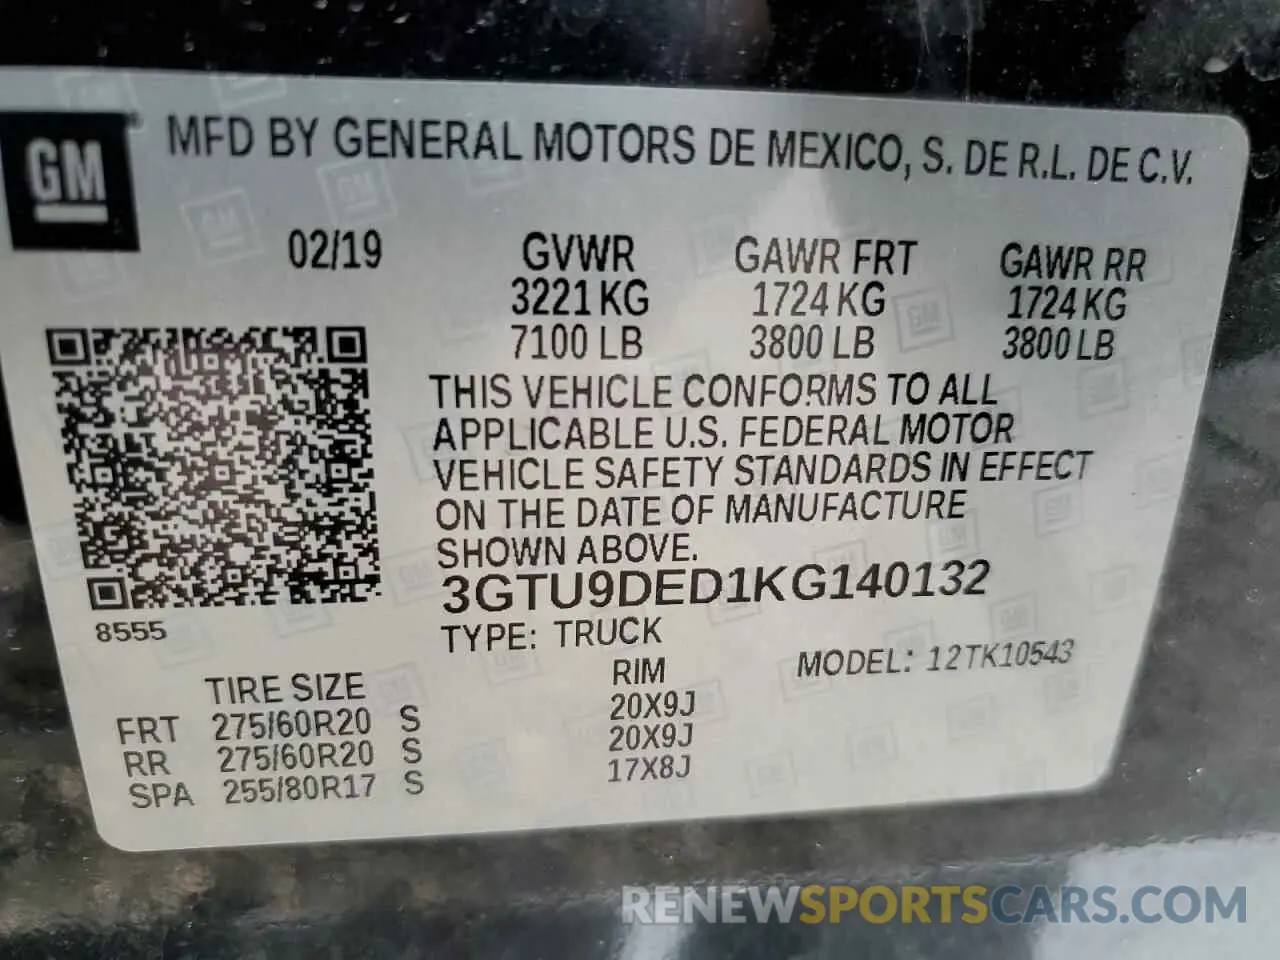 GM
MFD BY GENERAL MOTORS DE MEXICO, S. DE R.L. DE C.V.
02/19 GVWR GAWR FRT GAWR RR
3221 KG 1724 KG 1724 KG
7100 LB 3800 LB 3800 LB
THIS VEHICLE CONFORMS TO ALL
APPLICABLE U.S. FEDERAL MOTOR
VEHICLE SAFETY STANDARDS IN EFFECT
ON THE DATE OF MANUFACTURE
SHOWN ABOVE.
3GTU9DED1KG140132
8555
TYPE: TRUCK
MODEL: 12TK10543
TIRE SIZE RIM
FRT 275/60R20 S 20X9J
RR 275/60R20 S 20X9J
SPA 255/80R17 S 17X8J
RENEWSPORTSCARS.COM